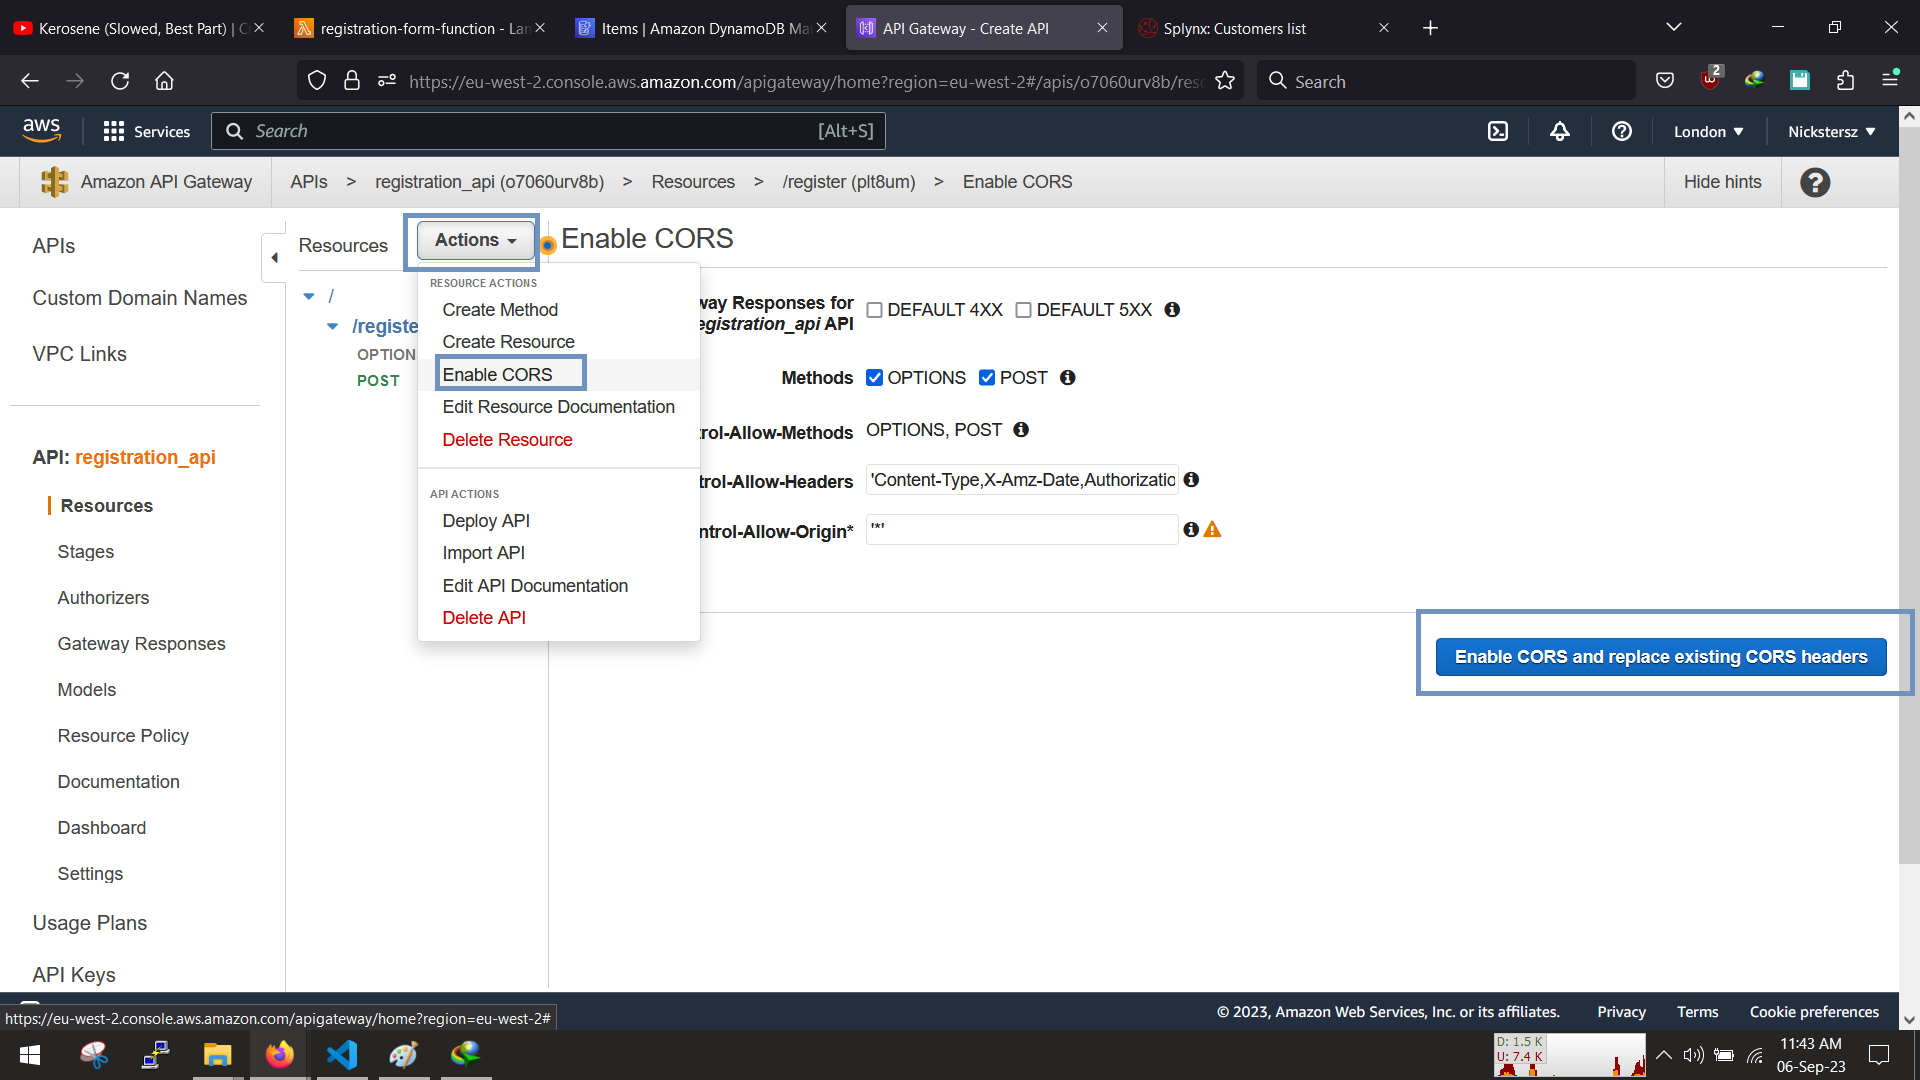 Kerosene (Slowed, Best Part) | C
registration-form-function - Lan
Items | Amazon DynamoDB Ma
API Gateway - Create API
Splynx: Customers list
https://eu-west-2.console.aws.amazon.com/apigateway/home?region=eu-west-2#/apis/o7060urv8b/reso
Search
2
aws
Services
Search
[Alt+S]
London
Nickstersz
Amazon API Gateway
APIs > registration_api (o7060urv8b) > Resources > /register (plt8um) > Enable CORS
Hide hints
APIs
Custom Domain Names
VPC Links
API: registration_api
Resources
Stages
Authorizers
Gateway Responses
Models
Resource Policy
Documentation
Dashboard
Settings
Usage Plans
API Keys
Resources
Actions
/
/registe
OPTION
POST
RESOURCE ACTIONS
Create Method
Create Resource
Enable CORS
Edit Resource Documentation
Delete Resource
API ACTIONS
Deploy API
Import API
Edit API Documentation
Delete API
Enable CORS
way Responses for
egistration_api API
DEFAULT 4XX DEFAULT 5XX
Methods
OPTIONS POST
rol-Allow-Methods
OPTIONS, POST
trol-Allow-Headers
'Content-Type,X-Amz-Date,Authorizatio
ntrol-Allow-Origin*
'*'
Enable CORS and replace existing CORS headers
© 2023, Amazon Web Services, Inc. or its affiliates.
Privacy
Terms
Cookie preferences
https://eu-west-2.console.aws.amazon.com/apigateway/home?region=eu-west-2#
D: 1.5 K
U: 7.4 K
11:43 AM
06-Sep-23